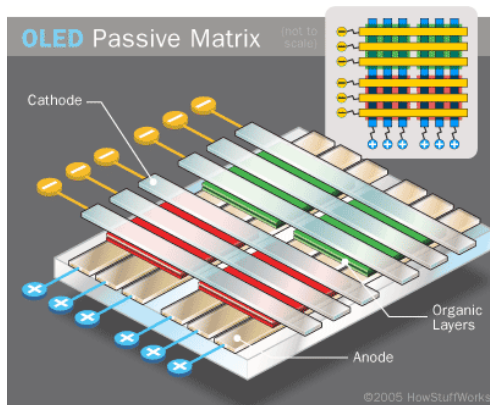 OLED Passive Matrix
(not to
scale)
Cathode
Organic
Layers
Anode
©2005 HowStuffWorks